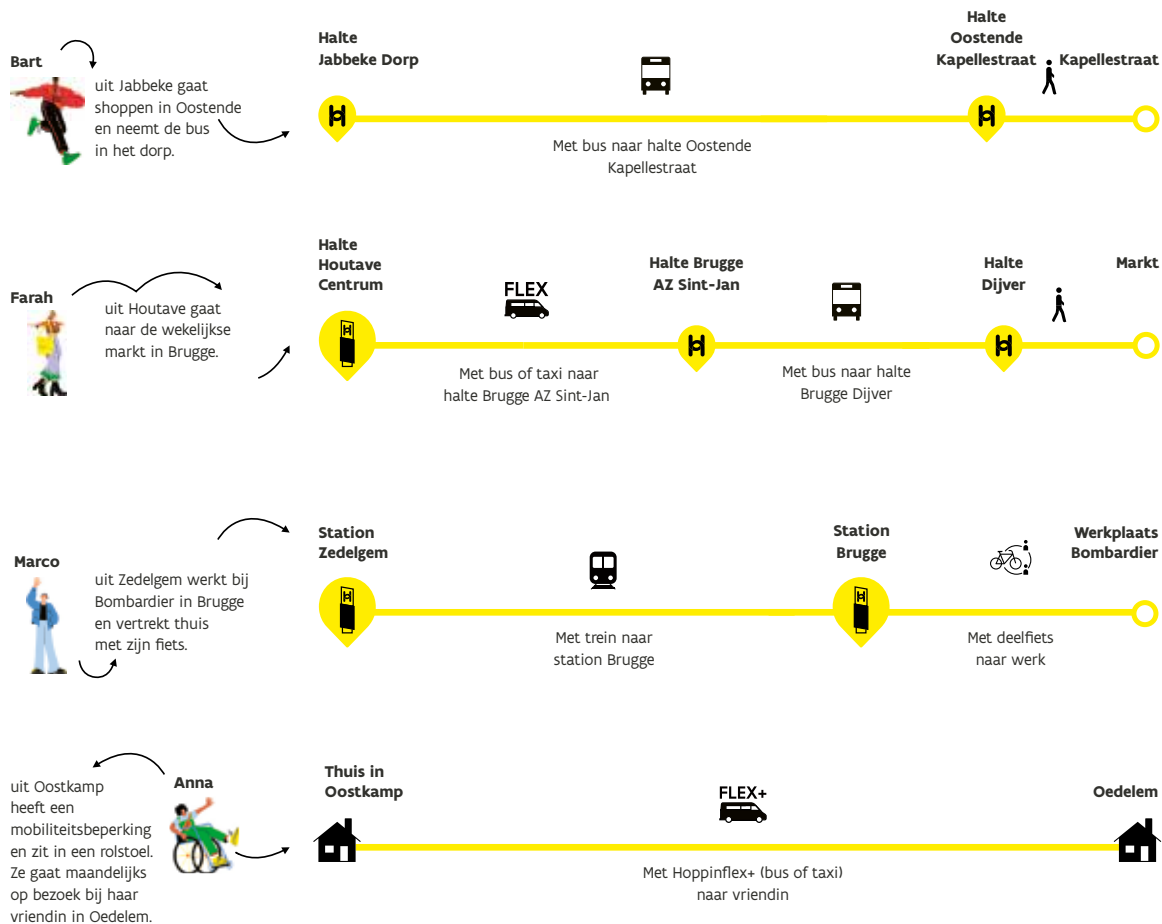 Bart
uit Jabbeke gaat
shoppen in Oostende
en neemt de bus
in het dorp.
Halte
Jabbeke Dorp
Met bus naar halte Oostende
Kapellestraat
Halte
Oostende
Kapellestraat
Kapellestraat
Farah
uit Houtave gaat
naar de wekelijkse
markt in Brugge.
Halte
Houtave
Centrum
FLEX
Met bus of taxi naar
halte Brugge AZ Sint-Jan
Halte Brugge
AZ Sint-Jan
Met bus naar halte
Brugge Dijver
Halte
Dijver
Markt
Marco
uit Zedelgem werkt bij
Bombardier in Brugge
en vertrekt thuis
met zijn fiets.
Station
Zedelgem
Met trein naar
station Brugge
Station
Brugge
Met deelfiets
naar werk
Werkplaats
Bombardier
Anna
uit Oostkamp
heeft een
mobiliteitsbeperking
en zit in een rolstoel.
Ze gaat maandelijks
op bezoek bij haar
vriendin in Oedelem.
Thuis in
Oostkamp
FLEX+
Met Hoppinflex+ (bus of taxi)
naar vriendin
Oedelem